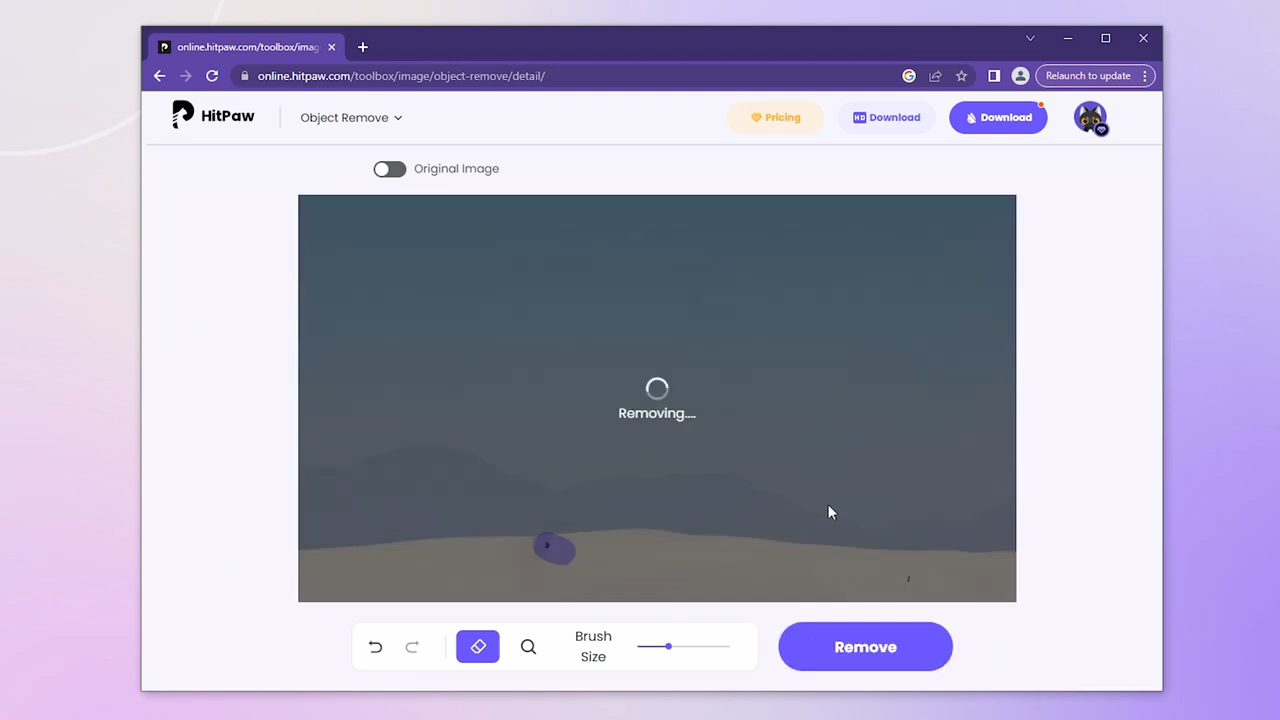 online.hitpaw.com/toolbox/imag
online.hitpaw.com/toolbox/image/object-remove/detail/
Relaunch to update
HitPaw
Object Remove
Pricing
HD Download
Download
Original Image
Removing....
Brush
Size
Remove